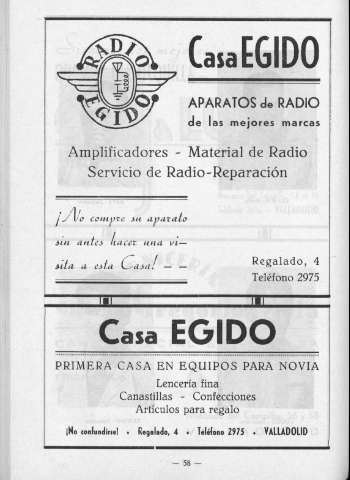 RADIO
EGIDO
Casa EGIDO
APARATOS de RADIO
de las mejores marcas
Amplificadores - Material de Radio
Servicio de Radio-Reparación
¡No compre su aparato
sin antes hacer una vi-
sita a esta Casa! - -
Regalado, 4
Teléfono 2975
Casa EGIDO
PRIMERA CASA EN EQUIPOS PARA NOVIA
Lencería fina
Canastillas - Confecciones
Artículos para regalo
¡No confundirse! • Regalado, 4 • Teléfono 2975 • VALLADOLID
— 58 —